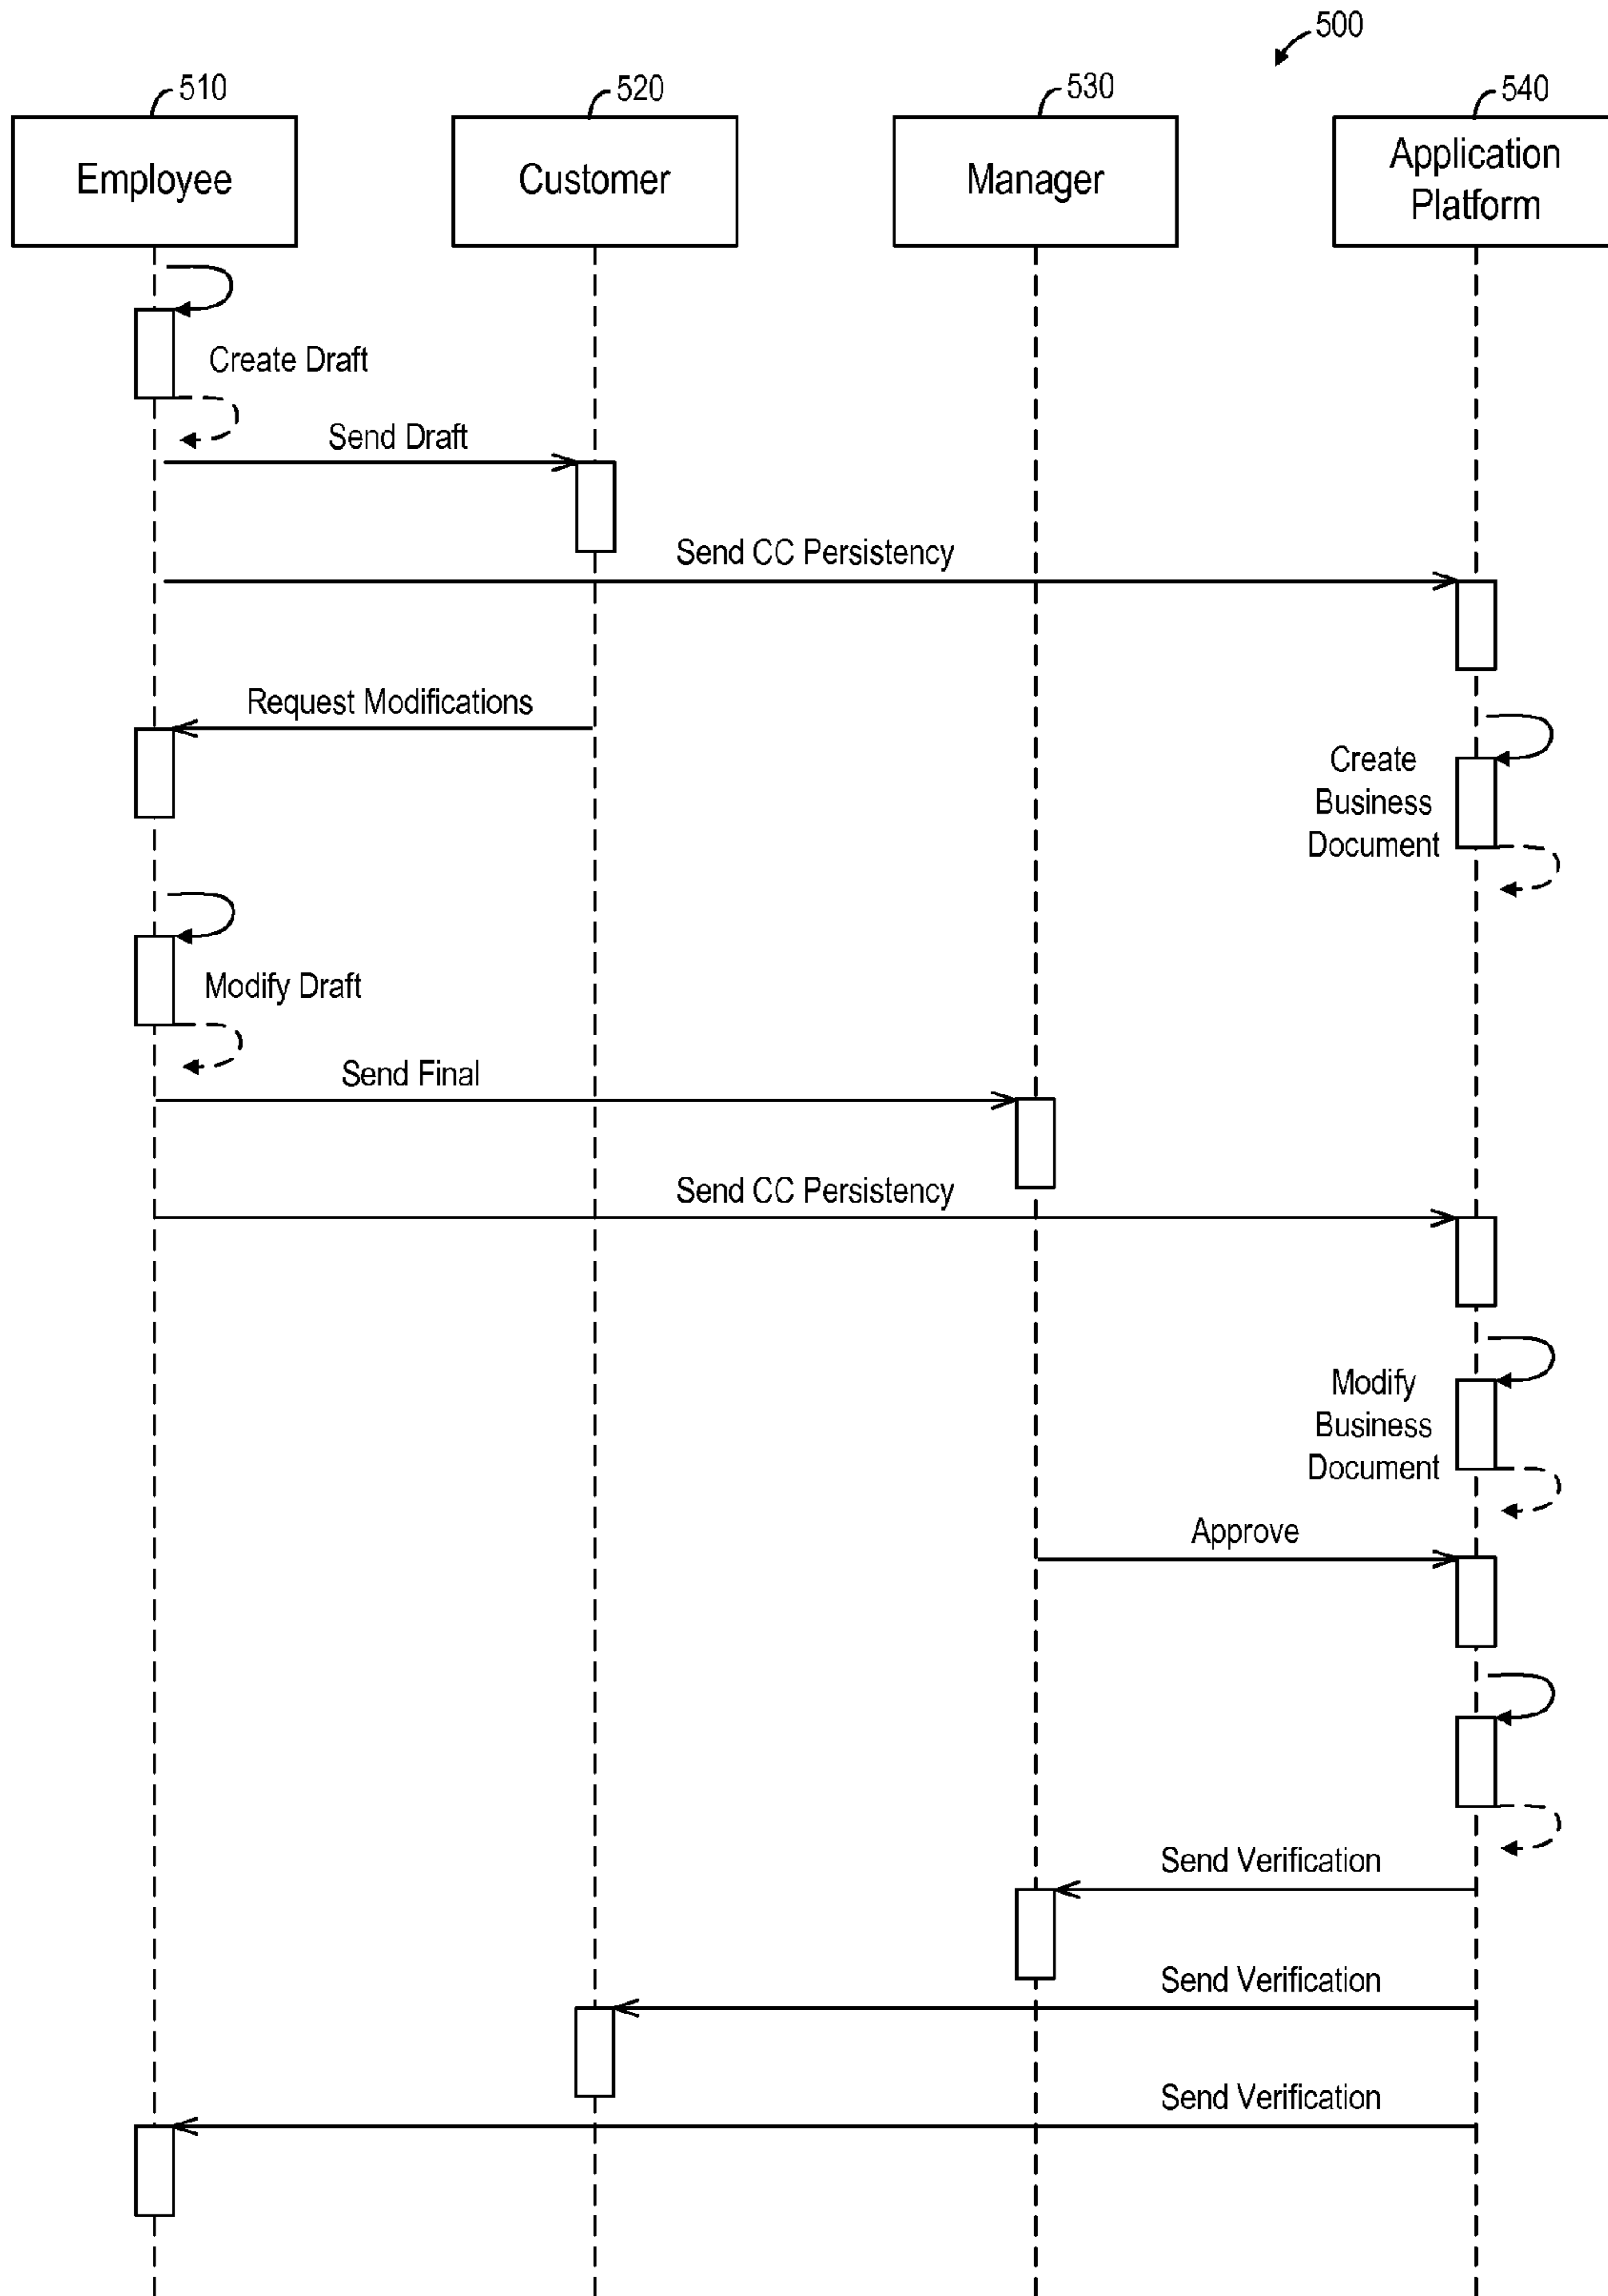 500
510
520
530
540
Employee
Customer
Manager
Application
Platform
Create Draft
Send Draft
Send CC Persistency
Request Modifications
Create
Business
Document
Modify Draft
Send Final
Send CC Persistency
Modify
Business
Document
Approve
Send Verification
Send Verification
Send Verification